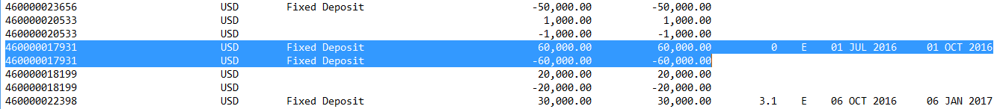 460000023656 USD Fixed Deposit -50,000.00 -50,000.00
460000020533 USD 1,000.00 1,000.00
460000020533 USD -1,000.00 -1,000.00
460000017931 USD Fixed Deposit 60,000.00 60,000.00 0 E 01 JUL 2016 01 OCT 2016
460000017931 USD Fixed Deposit -60,000.00 -60,000.00
460000018199 USD 20,000.00 20,000.00
460000018199 USD -20,000.00 -20,000.00
460000022398 USD Fixed Deposit 30,000.00 30,000.00 3.1 E 06 OCT 2016 06 JAN 2017